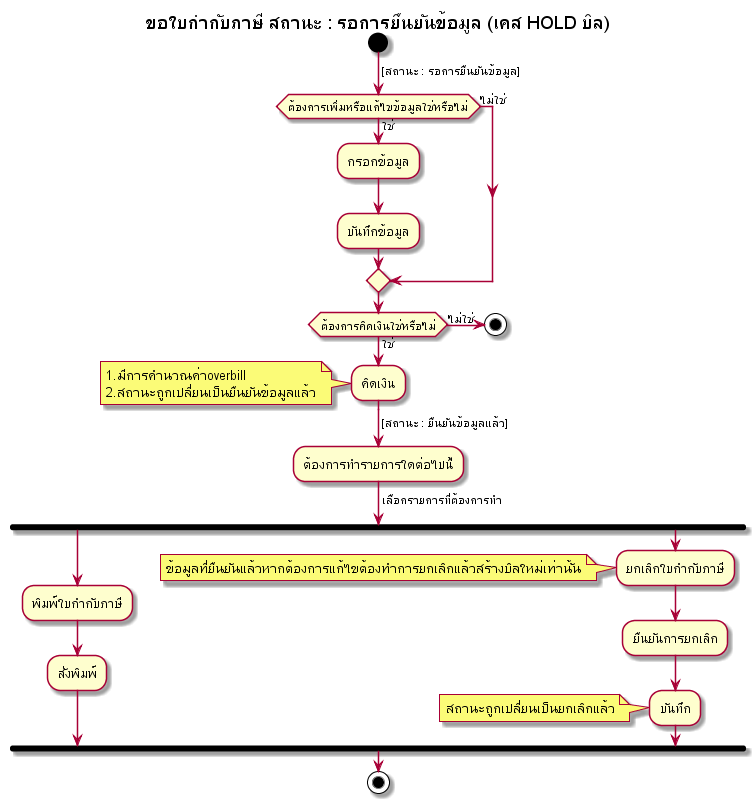 ขอใบกำกับภาษี สถานะ : รอการยืนยันข้อมูล (เคส HOLD บิล)
[สถานะ : รอการยืนยันข้อมูล]
ต้องการเพิ่มหรือแก้ไขข้อมูลใช่หรือไม่
ไม่ใช่
ใช่
กรอกข้อมูล
บันทึกข้อมูล
ต้องการคิดเงินใช่หรือไม่
ไม่ใช่
ใช่
1.มีการคำนวณค่าoverbill
2.สถานะถูกเปลี่ยนเป็นยืนยันข้อมูลแล้ว
คิดเงิน
[สถานะ : ยืนยันข้อมูลแล้ว]
ต้องการทำรายการใดต่อไปนี้
เลือกรายการที่ต้องการทำ
ข้อมูลที่ยืนยันแล้วหากต้องการแก้ไขต้องทำการยกเลิกแล้วสร้างบิลใหม่เท่านั้น
ยกเลิกใบกำกับภาษี
พิมพ์ใบกำกับภาษี
ยืนยันการยกเลิก
สั่งพิมพ์
สถานะถูกเปลี่ยนเป็นยกเลิกแล้ว
บันทึก